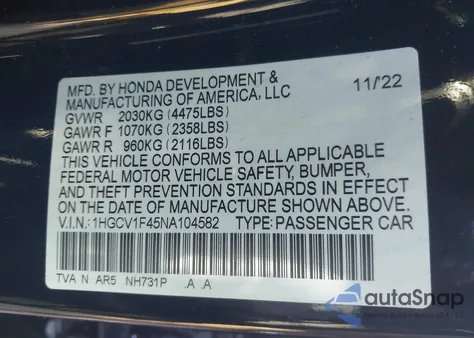 MFD. BY HONDA DEVELOPMENT & 11/22
MANUFACTURING OF AMERICA, LLC
GVWR 2030KG (4475LBS)
GAWR F 1070KG (2358LBS)
GAWR R 960KG (2116LBS)
THIS VEHICLE CONFORMS TO ALL APPLICABLE
FEDERAL MOTOR VEHICLE SAFETY, BUMPER,
AND THEFT PREVENTION STANDARDS IN EFFECT
ON DATE OF MANUFACTURE SHOWN ABOVE.
V.I.N.: 1HGCV1F45NA104582 TYPE: PASSENGER CAR
TVA N AR5 NH731P .A .A
autoSnap